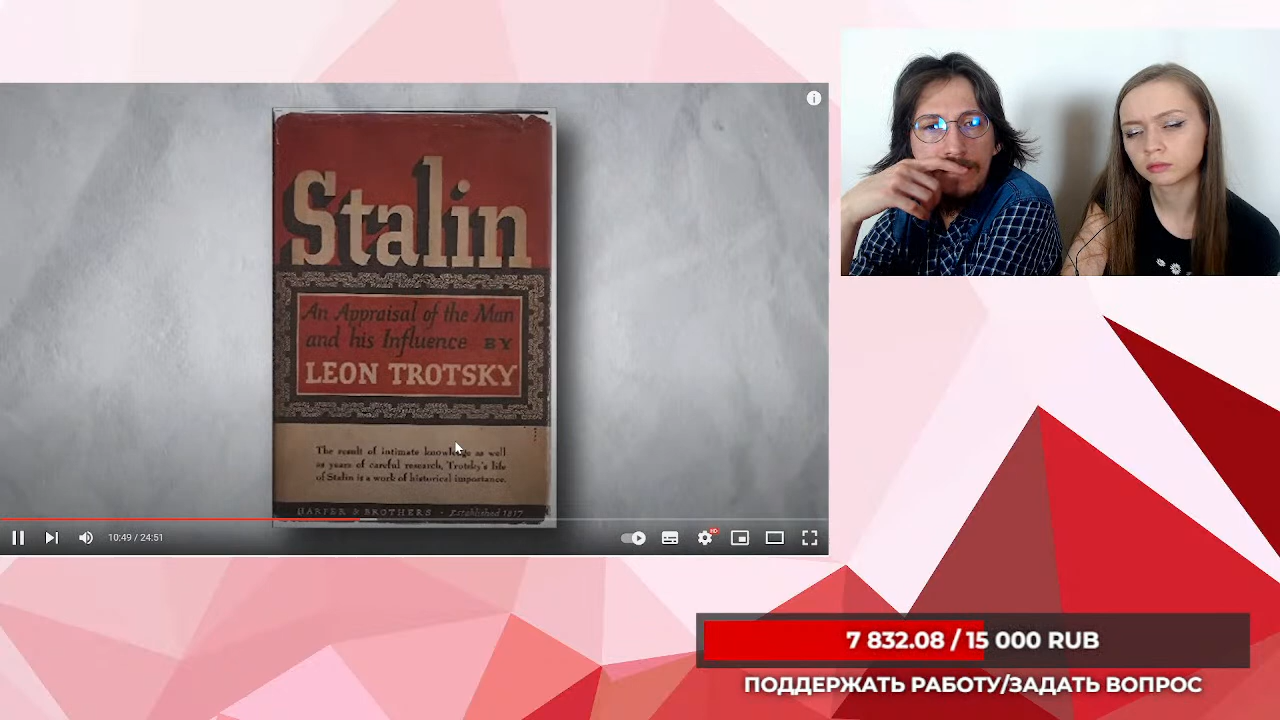 Stalin
An Appraisal of the Man
and his Influence BY
LEON TROTSKY
The result of intimate knowledge as well
as years of careful research, Trotsky's life
of Stalin is a work of historical importance.
HARPER & BROTHERS • Established 1817
10:49 / 24:51
HD
7 832.08 / 15 000 RUB
ПОДДЕРЖАТЬ РАБОТУ/ЗАДАТЬ ВОПРОС